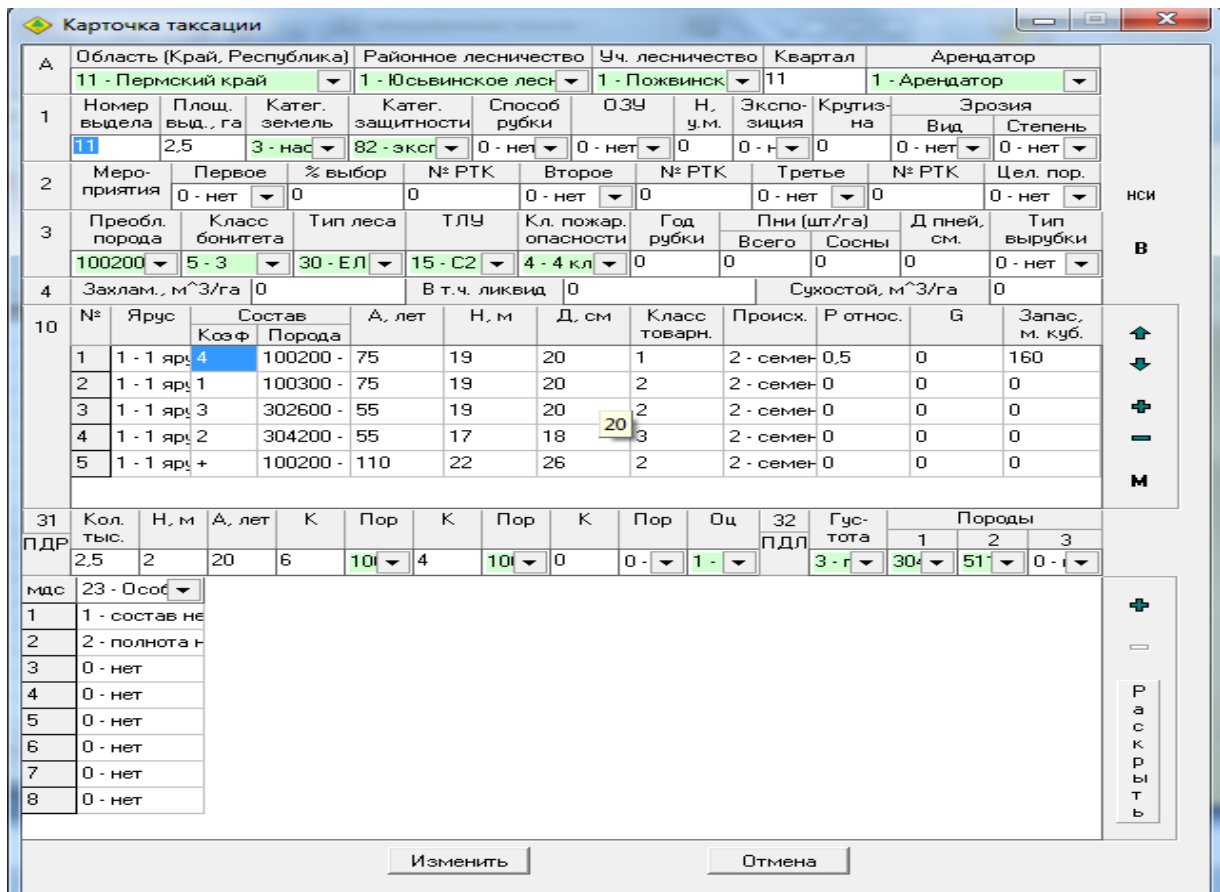 Карточка таксации
А Область (Край, Республика) Районное лесничество Уч. лесничество Квартал Арендатор
11 - Пермский край 1 - Юсьвинское лесн 1 - Пожвинск 11 1 - Арендатор
1 Номер выдела Площ. выд., га Катег. земель Катег. защитности Способ рубки ОЗУ Н, у.м. Экспо- зиция Крутиз- на Эрозия
Вид Степень
11 2,5 3 - нас 82 - эксп 0 - нет 0 - нет 0 0 - н 0 0 - нет 0 - нет
2 Меро- приятия Первое % выбор № РТК Второе № РТК Третье № РТК Цел. пор.
0 - нет 0 0 0 - нет 0 0 - нет 0 0 - нет
нси
3 Преобл. порода Класс бонитета Тип леса ТЛУ Кл. пожар. опасности Год рубки Пни (шт/га) Д пней, см. Тип вырубки
Всего Сосны
В
100200 5 - 3 30 - ЕЛ 15 - С2 4 - 4 кл 0 0 0 0 0 - нет
4 Захлам., м^3/га 0 В т.ч. ликвид 0 Сухостой, м^3/га 0
10 № Ярус Состав А, лет Н, м Д, см Класс товарн. Происх. Р относ. G Запас, м. куб.
Коэф Порода
1 1 - 1 яру 4 100200 - 75 19 20 1 2 - семен 0,5 0 160
2 1 - 1 яру 1 100300 - 75 19 20 2 2 - семен 0 0 0
3 1 - 1 яру 3 302600 - 55 19 20 2 2 - семен 0 0 0
20
4 1 - 1 яру 2 304200 - 55 17 18 3 2 - семен 0 0 0
5 1 - 1 яру + 100200 - 110 22 26 2 2 - семен 0 0 0
М
31 Кол. тыс. Н, м А, лет К Пор К Пор К Пор Оц 32 Гус- тота Породы
ПДР ПДЛ 1 2 3
2,5 2 20 6 10 4 10 0 0 - 1 - 3 - г 304 511 0 -
мдс 23 - Особ
1 1 - состав не
2 2 - полнота н
3 0 - нет
4 0 - нет
5 0 - нет
6 0 - нет
7 0 - нет
8 0 - нет
Раскрыть
Изменить Отмена